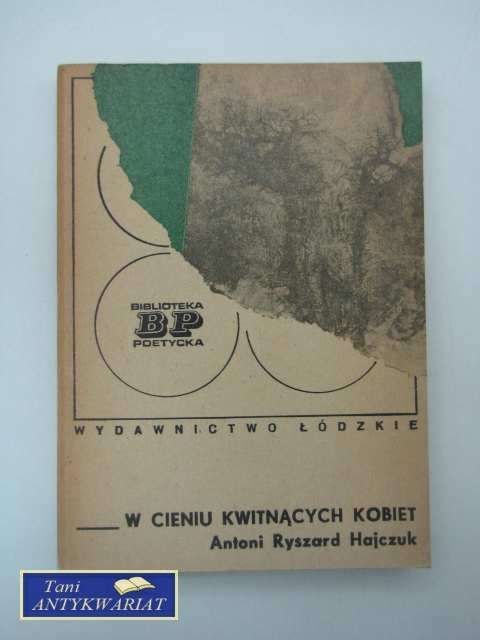 BIBLIOTEKA
BP
POETYCKA
WYDAWNICTWO ŁÓDZKIE
W CIENIU KWITNĄCYCH KOBIET
Antoni Ryszard Hajczuk
Tani
ANTYKWARIAT